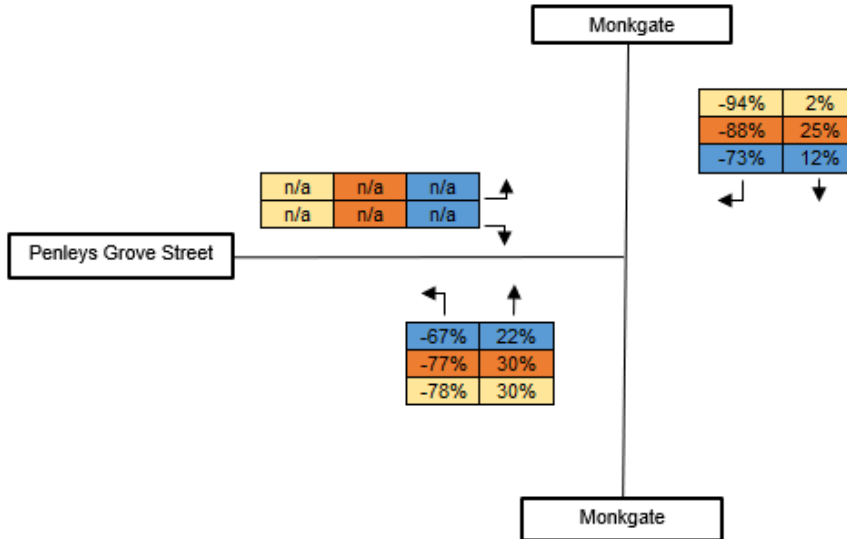 Monkgate
-94% 2%
-88% 25%
-73% 12%
n/a n/a n/a
n/a n/a n/a
Penleys Grove Street
-67% 22%
-77% 30%
-78% 30%
Monkgate